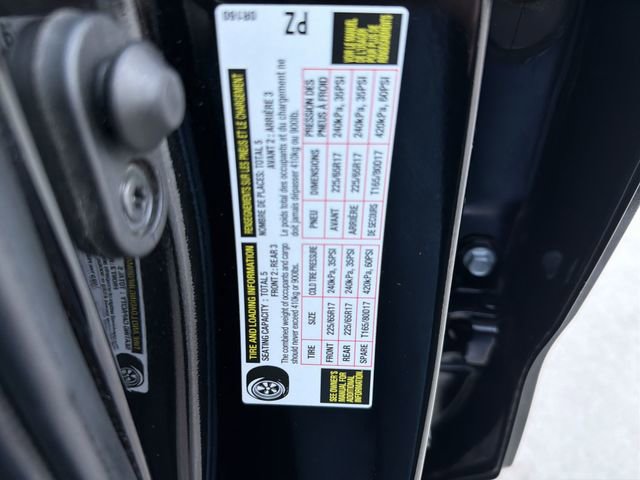 TIRE AND LOADING INFORMATION
SEATING CAPACITY : TOTAL 5
FRONT 2 : REAR 3
The combined weight of occupants and cargo
should never exceed 410kg or 900lbs.
TIRE SIZE COLD TIRE PRESSURE
FRONT 225/65R17 240kPa, 35PSI
REAR 225/65R17 240kPa, 35PSI
SPARE T165/80D17 420kPa, 60PSI
SEE OWNER'S
MANUAL FOR
ADDITIONAL
INFORMATION
RENSEIGNEMENTS SUR LES PNEUS ET LE CHARGEMENT
NOMBRE DE PLACES: TOTAL 5
AVANT 2 : ARRIÈRE 3
Le poids total des occupants et du chargement ne
doit jamais dépasser 410kg ou 900lb.
PNEU DIMENSIONS PRESSION DES
PNEUS À FROID
AVANT 225/65R17 240kPa, 35PSI
ARRIÈRE 225/65R17 240kPa, 35PSI
DE SECOURS T165/80D17 420kPa, 60PSI
PZ